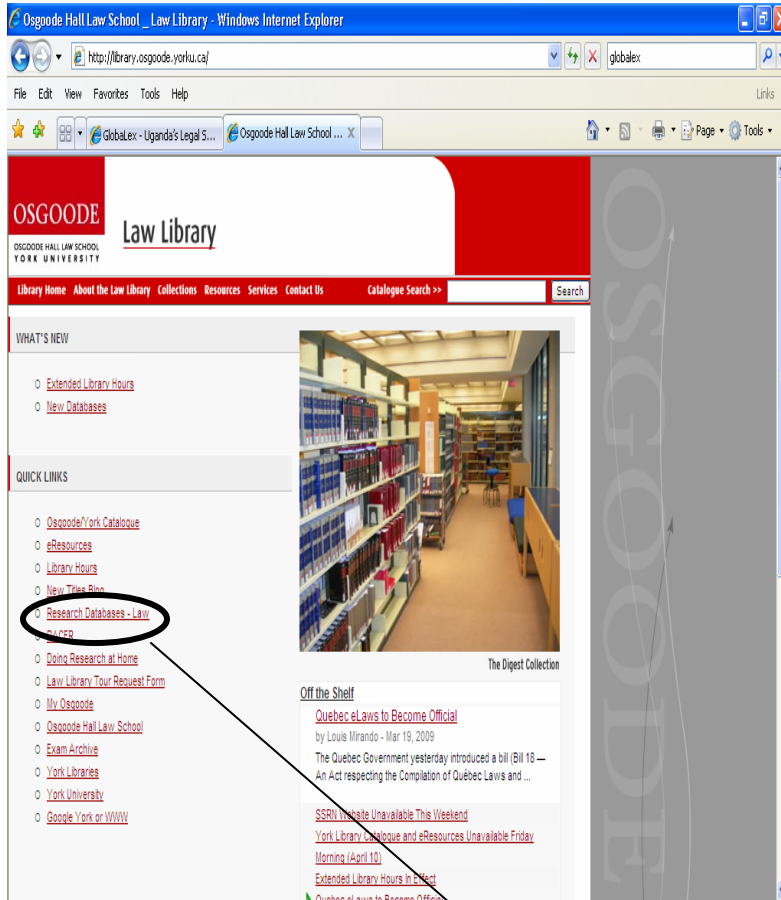 Osgoode Hall Law School _ Law Library - Windows Internet Explorer
http://library.osgoode.yorku.ca/
globalex
File Edit View Favorites Tools Help
Links
GlobaLex - Uganda's Legal S...
Osgoode Hall Law School ...
Page
Tools
OSGOODE
OSGOODE HALL LAW SCHOOL
YORK UNIVERSITY
Law Library
Library Home About the Law Library Collections Resources Services Contact Us Catalogue Search >> Search
WHAT'S NEW
Extended Library Hours
New Databases
QUICK LINKS
Osgoode/York Catalogue
eResources
Library Hours
New Titles Blog
Research Databases - Law
RACER
Doing Research at Home
Law Library Tour Request Form
My Osgoode
Osgoode Hall Law School
Exam Archive
York Libraries
York University
Google York or WWW
The Digest Collection
Off the Shelf
Quebec eLaws to Become Official
by Louis Mirando - Mar 19, 2009
The Quebec Government yesterday introduced a bill (Bill 18 —
An Act respecting the Compilation of Québec Laws and ...
SSRN Website Unavailable This Weekend
York Library Catalogue and eResources Unavailable Friday
Morning (April 10)
Extended Library Hours In Effect
Quebec eLaws to Become Official
OSGOODE